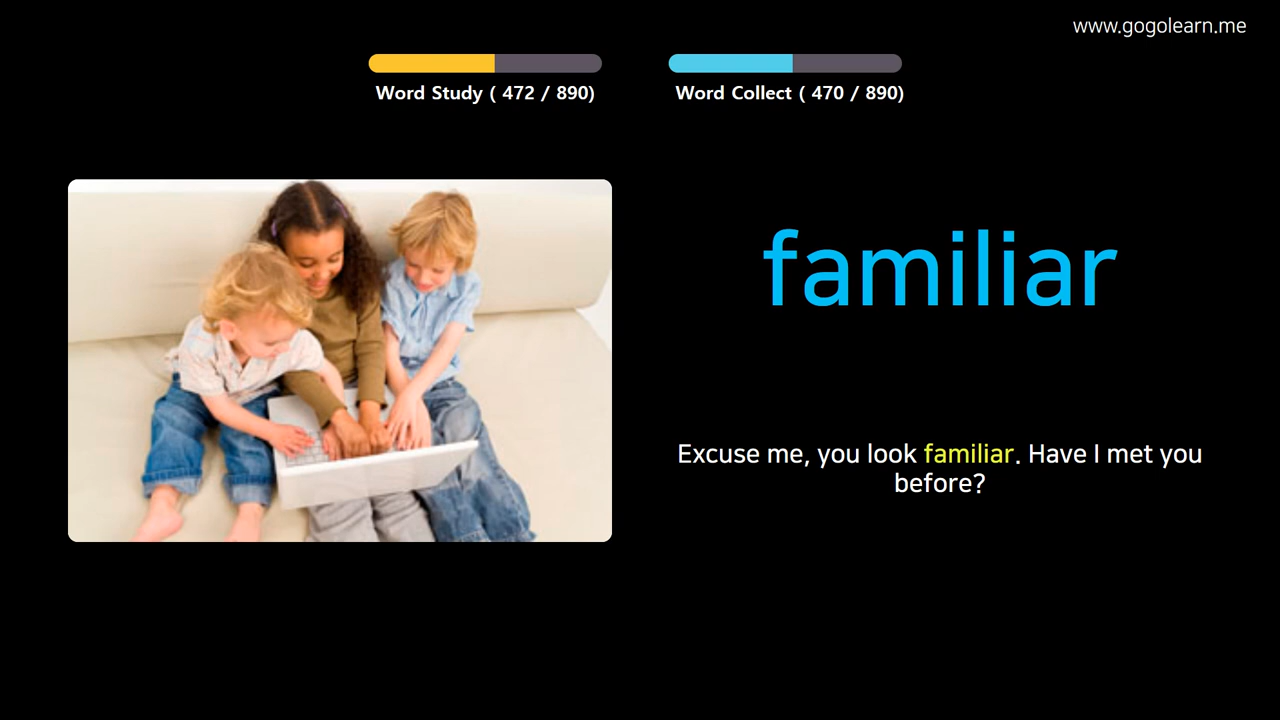 www.gogolearn.me
Word Study ( 472 / 890)
Word Collect ( 470 / 890)
familiar
Excuse me, you look familiar. Have I met you
before?